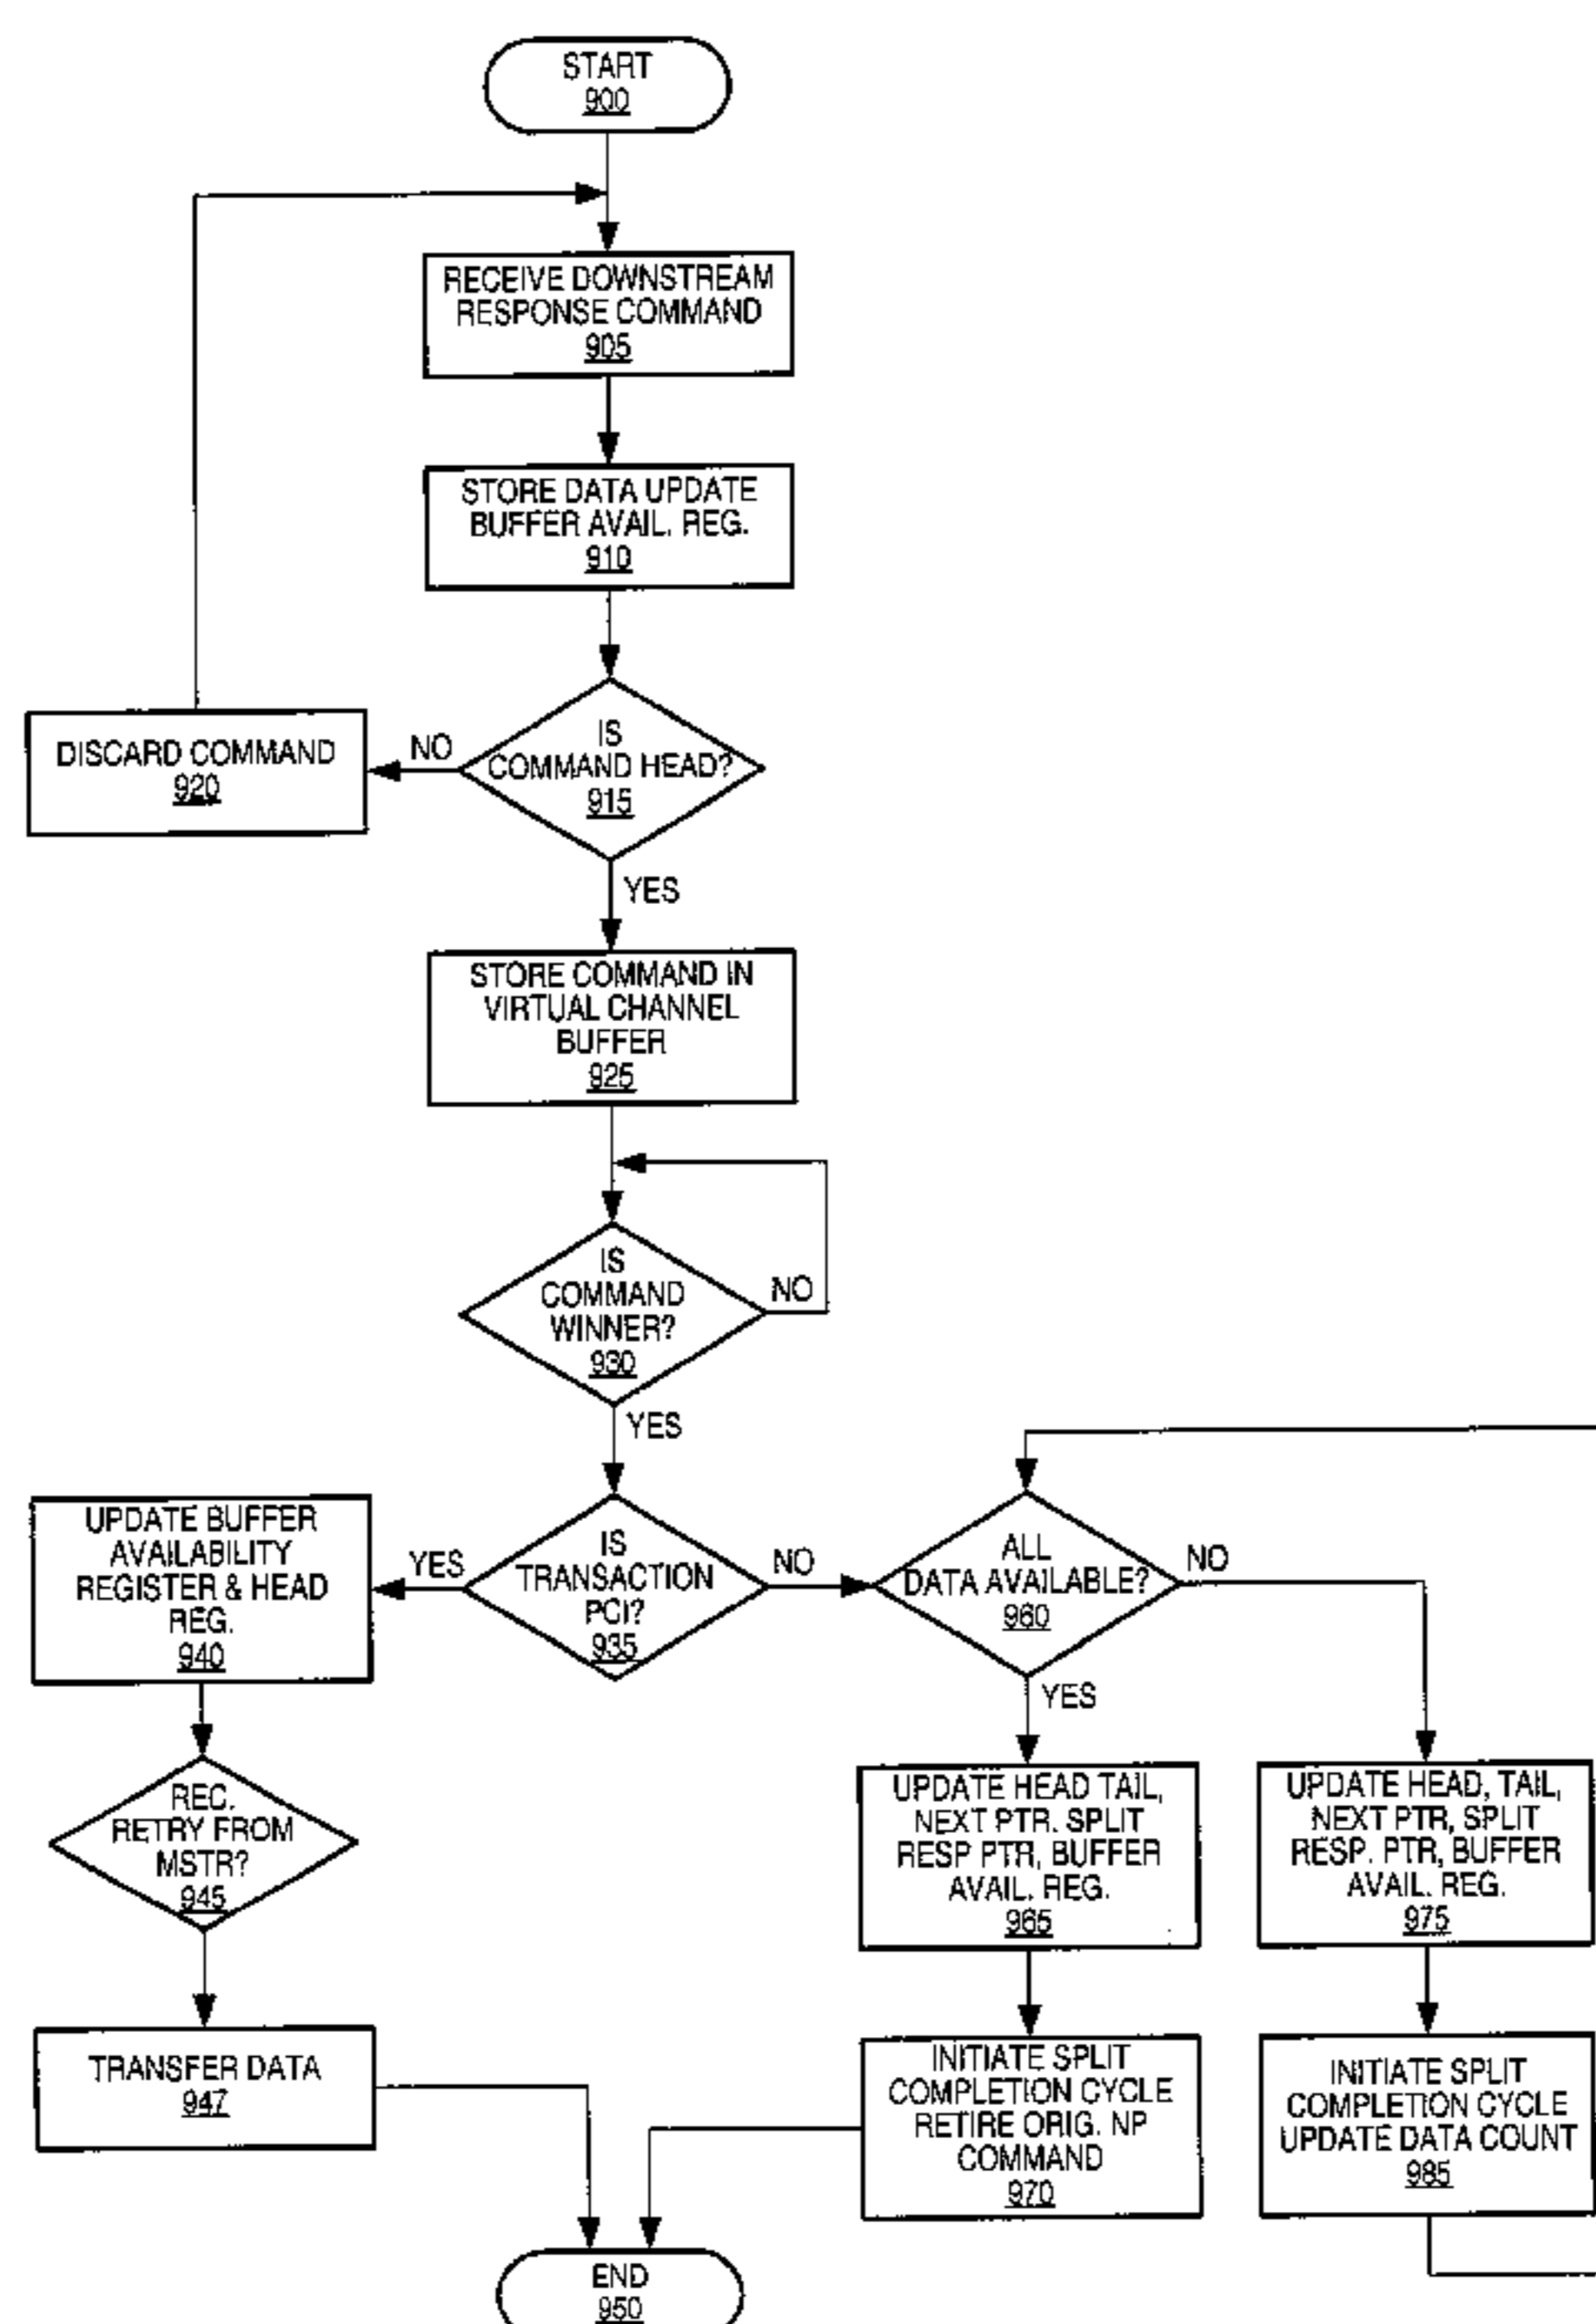 START
900
RECEIVE DOWNSTREAM
RESPONSE COMMAND
905
STORE DATA UPDATE
BUFFER AVAIL. REG.
910
IS
COMMAND HEAD?
915
NO
DISCARD COMMAND
920
YES
STORE COMMAND IN
VIRTUAL CHANNEL
BUFFER
925
IS
COMMAND
WINNER?
930
NO
YES
IS
TRANSACTION
PCI?
935
YES
NO
UPDATE BUFFER
AVAILABILITY
REGISTER & HEAD
REG.
940
ALL
DATA AVAILABLE?
960
NO
YES
REC.
RETRY FROM
MSTR?
945
UPDATE HEAD TAIL,
NEXT PTR. SPLIT
RESP PTR, BUFFER
AVAIL. REG.
965
UPDATE HEAD, TAIL,
NEXT PTR, SPLIT
RESP. PTR, BUFFER
AVAIL. REG.
975
TRANSFER DATA
947
INITIATE SPLIT
COMPLETION CYCLE
RETIRE ORIG. NP
COMMAND
970
INITIATE SPLIT
COMPLETION CYCLE
UPDATE DATA COUNT
985
END
950